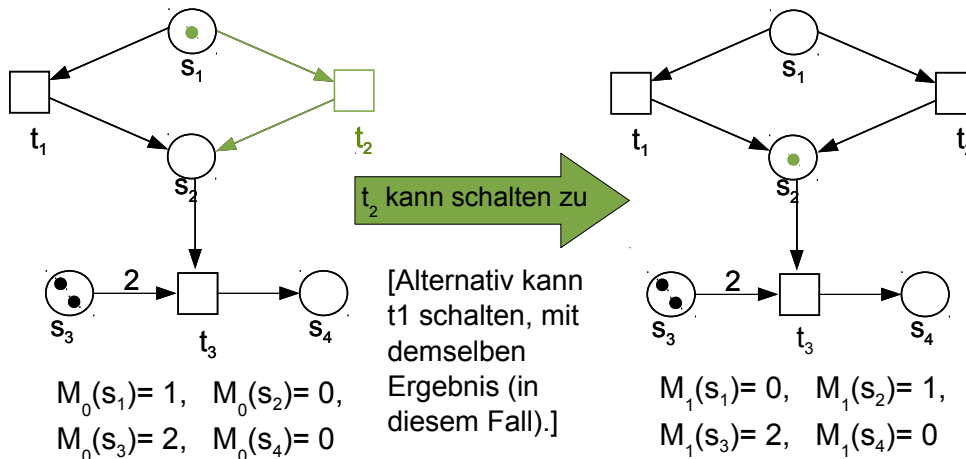 s₁
t₁
t₂
s₂
2
s₃
t₃
s₄
M₀(s₁)= 1, M₀(s₂)= 0,
M₀(s₃)= 2, M₀(s₄)= 0
t₂ kann schalten zu
[Alternativ kann
t1 schalten, mit
demselben
Ergebnis (in
diesem Fall).]
s₁
t₁
t
s₂
2
s₃
t₃
s₄
M₁(s₁)= 0, M₁(s₂)= 1,
M₁(s₃)= 2, M₁(s₄)= 0